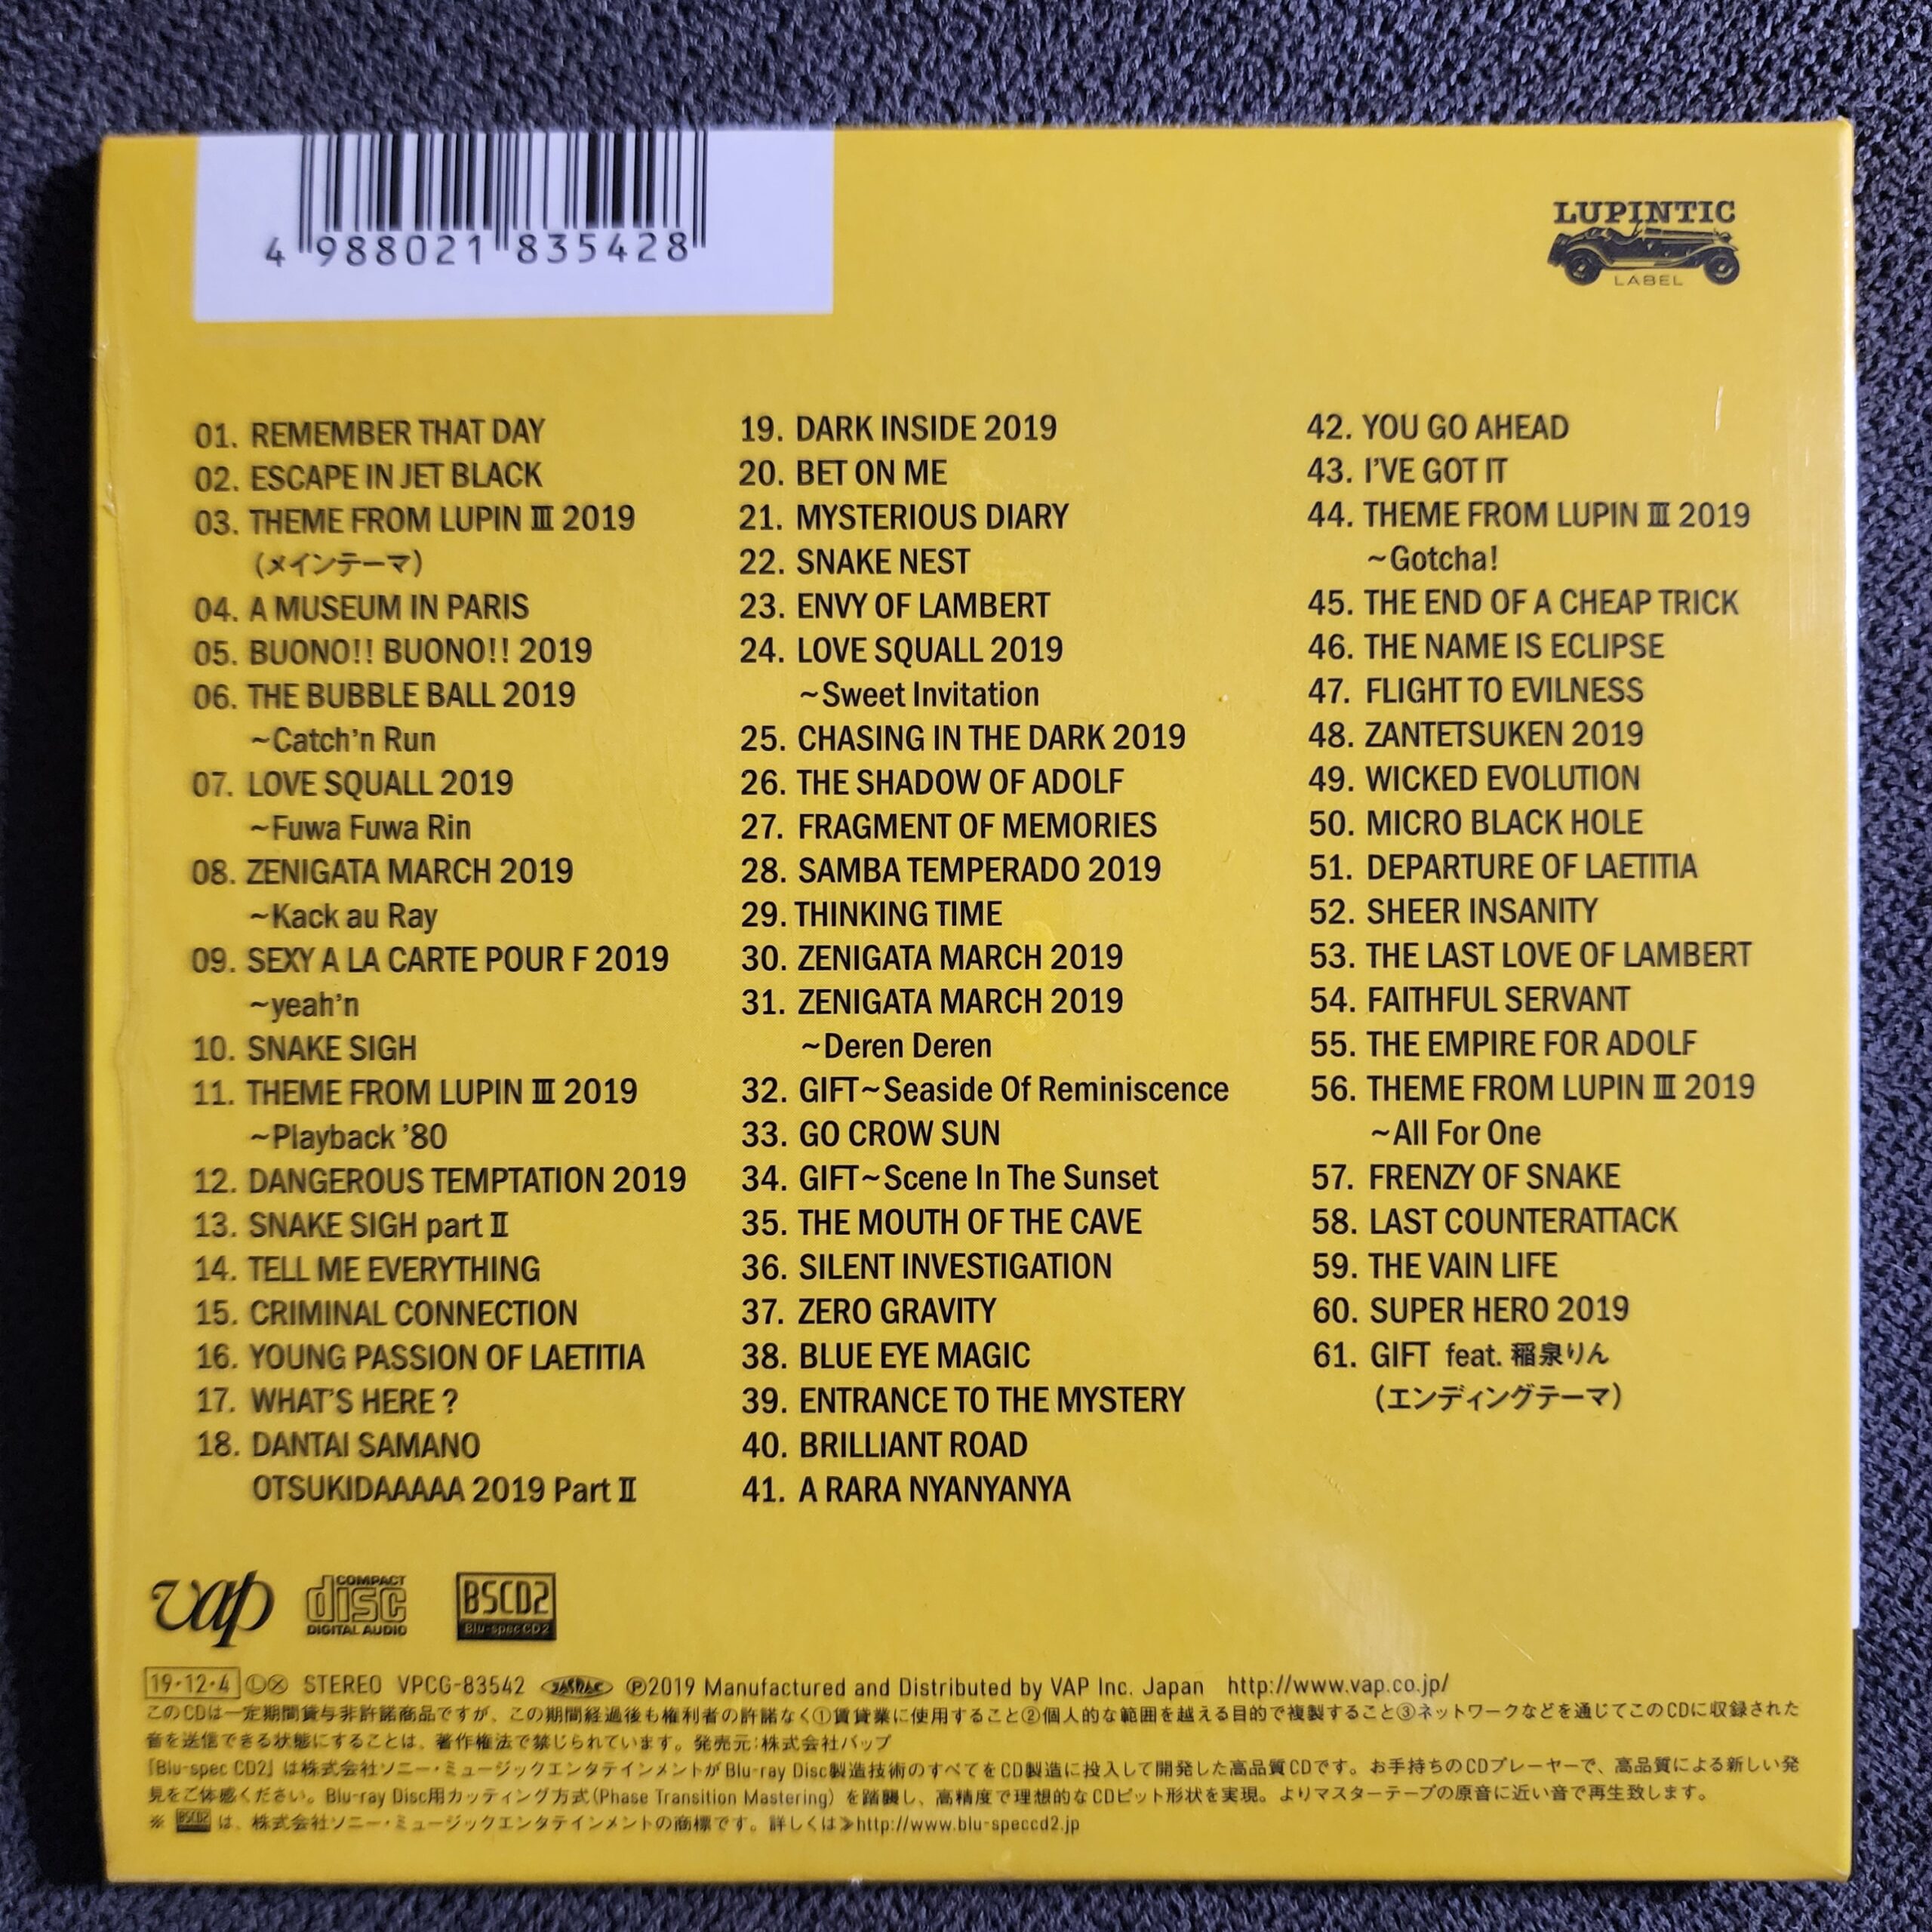 4 988021 835428
LUPINTIC
LABEL
01. REMEMBER THAT DAY
02. ESCAPE IN JET BLACK
03. THEME FROM LUPIN Ⅲ 2019
(メインテーマ)
04. A MUSEUM IN PARIS
05. BUONO!! BUONO!! 2019
06. THE BUBBLE BALL 2019
~Catch'n Run
07. LOVE SQUALL 2019
~Fuwa Fuwa Rin
08. ZENIGATA MARCH 2019
~Kack au Ray
09. SEXY A LA CARTE POUR F 2019
~yeah'n
10. SNAKE SIGH
11. THEME FROM LUPIN Ⅲ 2019
~Playback '80
12. DANGEROUS TEMPTATION 2019
13. SNAKE SIGH part Ⅱ
14. TELL ME EVERYTHING
15. CRIMINAL CONNECTION
16. YOUNG PASSION OF LAETITIA
17. WHAT'S HERE ?
18. DANTAI SAMANO
OTSUKIDAAAAA 2019 Part Ⅱ
19. DARK INSIDE 2019
20. BET ON ME
21. MYSTERIOUS DIARY
22. SNAKE NEST
23. ENVY OF LAMBERT
24. LOVE SQUALL 2019
~Sweet Invitation
25. CHASING IN THE DARK 2019
26. THE SHADOW OF ADOLF
27. FRAGMENT OF MEMORIES
28. SAMBA TEMPERADO 2019
29. THINKING TIME
30. ZENIGATA MARCH 2019
31. ZENIGATA MARCH 2019
~Deren Deren
32. GIFT~Seaside Of Reminiscence
33. GO CROW SUN
34. GIFT~Scene In The Sunset
35. THE MOUTH OF THE CAVE
36. SILENT INVESTIGATION
37. ZERO GRAVITY
38. BLUE EYE MAGIC
39. ENTRANCE TO THE MYSTERY
40. BRILLIANT ROAD
41. A RARA NYANYANYA
42. YOU GO AHEAD
43. I'VE GOT IT
44. THEME FROM LUPIN Ⅲ 2019
~Gotcha!
45. THE END OF A CHEAP TRICK
46. THE NAME IS ECLIPSE
47. FLIGHT TO EVILNESS
48. ZANTETSUKEN 2019
49. WICKED EVOLUTION
50. MICRO BLACK HOLE
51. DEPARTURE OF LAETITIA
52. SHEER INSANITY
53. THE LAST LOVE OF LAMBERT
54. FAITHFUL SERVANT
55. THE EMPIRE FOR ADOLF
56. THEME FROM LUPIN Ⅲ 2019
~All For One
57. FRENZY OF SNAKE
58. LAST COUNTERATTACK
59. THE VAIN LIFE
60. SUPER HERO 2019
61. GIFT feat. 稲泉りん
(エンディングテーマ)
vap
COMPACT
disc
DIGITAL AUDIO
BSCD2
Blu-spec CD2
19・12・4 Ⓛⓧ STEREO VPCG-83542 JASRAC ℗2019 Manufactured and Distributed by VAP Inc. Japan http://www.vap.co.jp/
このCDは一定期間貸与非許諾商品ですが、この期間経過後も権利者の許諾なく①賃貸業に使用すること②個人的な範囲を越える目的で複製すること③ネットワークなどを通じてこのCDに収録された
音を送信できる状態にすることは、著作権法で禁じられています。発売元:株式会社バップ
『Blu-spec CD2』は株式会社ソニー・ミュージックエンタテインメントがBlu-ray Disc製造技術のすべてをCD製造に投入して開発した高品質CDです。お手持ちのCDプレーヤーで、高品質による新しい発
見をご体感ください。Blu-ray Disc用カッティング方式(Phase Transition Mastering) を踏襲し、高精度で理想的なCDピット形状を実現。よりマスターテープの原音に近い音で再生致します。
※ BSCD2 は、株式会社ソニー・ミュージックエンタテインメントの商標です。詳しくは≫http://www.blu-speccd2.jp